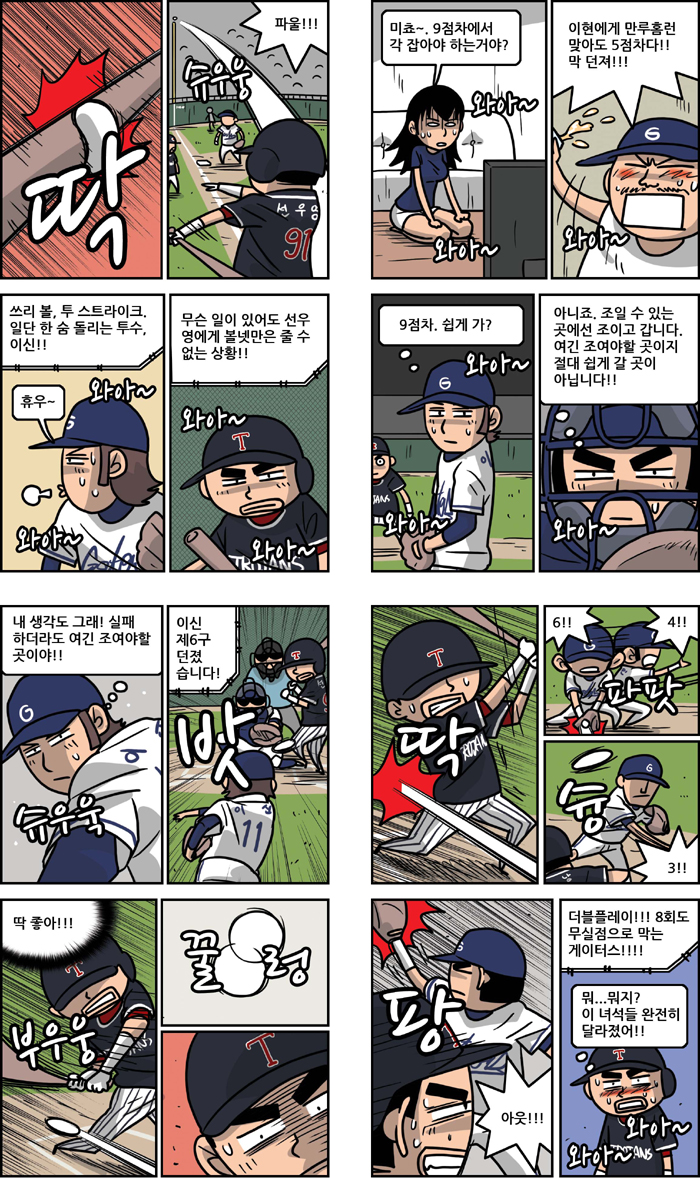 딱
파울!!!
슈우웅
선우영
91
쓰리 볼, 투 스트라이크.
일단 한 숨 돌리는 투수,
이신!!
와아~
휴우~
G
와아~
무슨 일이 있어도 선우
영에게 볼넷만은 줄 수
없는 상황!!
와아~
T
와아~
TROJANS
미쵸~. 9점차에서
각 잡아야 하는거야?
와아~
와아~
이현에게 만루홈런
맞아도 5점차다!!
막 던져!!!
G
와아~
9점차. 쉽게 가?
와아~
G
와아~
아니죠. 조일 수 있는
곳에선 조이고 갑니다.
여긴 조여야할 곳이지
절대 쉽게 갈 곳이
아닙니다!!
와아~
내 생각도 그래! 실패
하더라도 여긴 조여야할
곳이야!!
G
슈우욱
이신
제6구
던졌
습니다!
밧
이신
11
딱 좋아!!!
T
부우웅
꿀렁
T
T
딱
TROJANS
6!!
4!!
파팟
G
슝
3!!
팡
아웃!!!
더블플레이!!! 8회도
무실점으로 막는
게이터스!!!!
뭐...뭐지?
이 녀석들 완전히
달라졌어!!
T
와아~
와아~